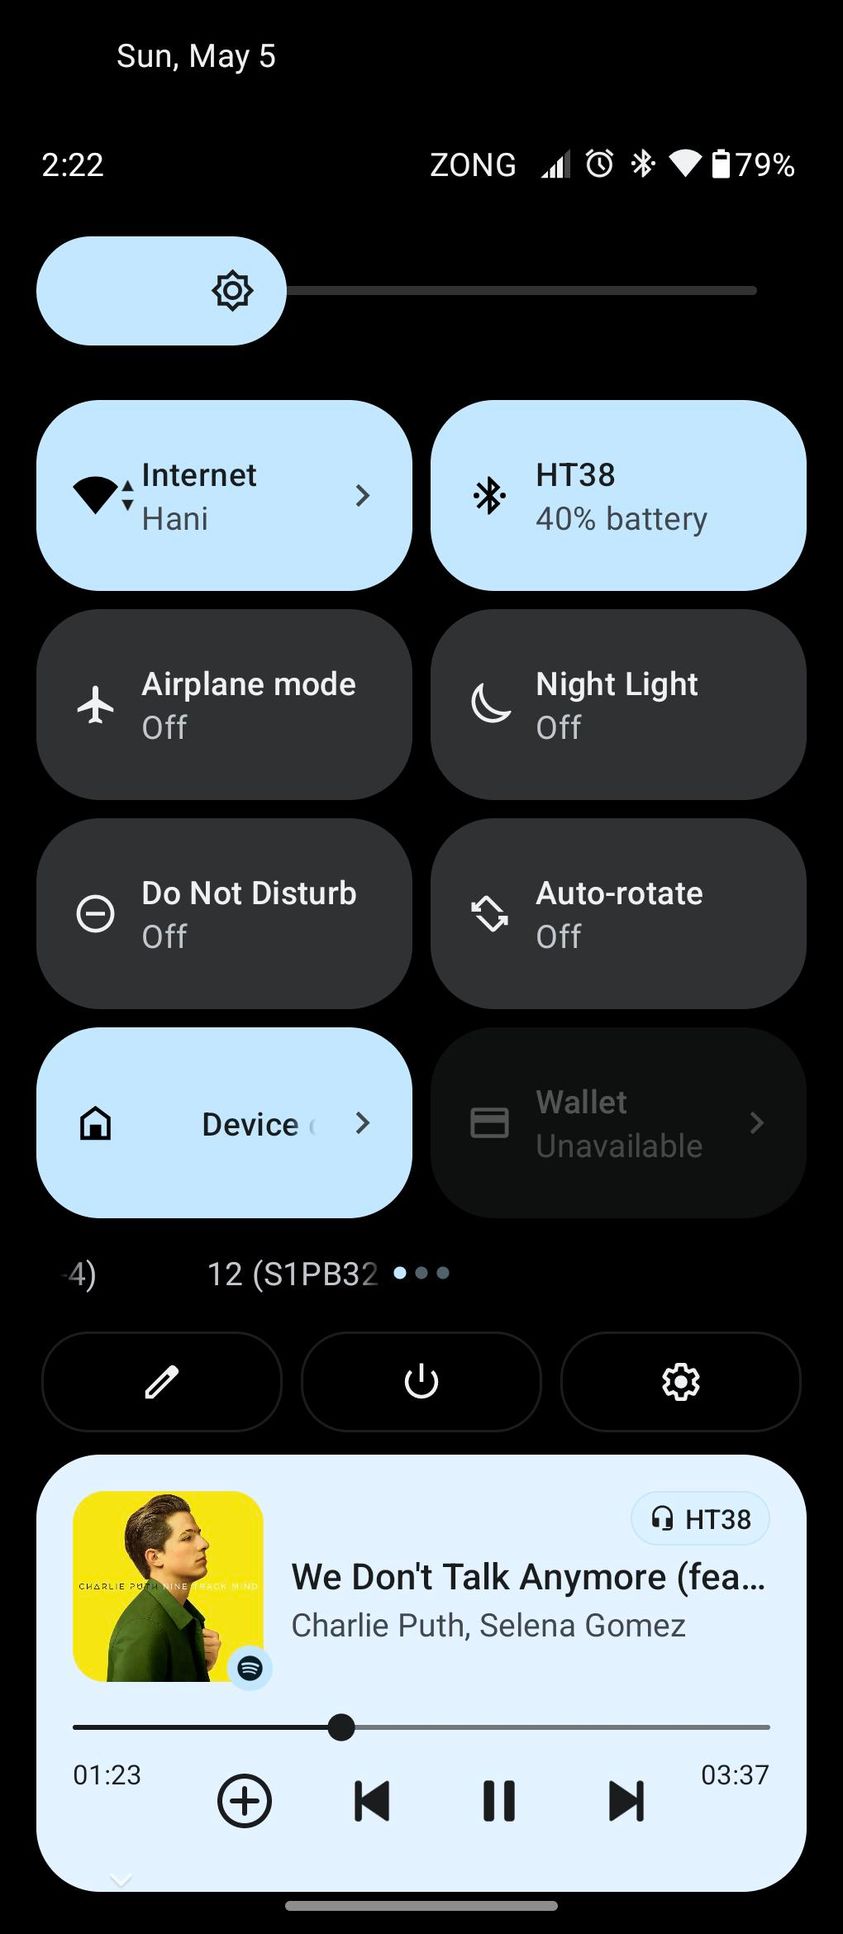 Sun, May 5
2:22 ZONG 79%
Internet
Hani
HT38
40% battery
Airplane mode
Off
Night Light
Off
Do Not Disturb
Off
Auto-rotate
Off
Device
Wallet
Unavailable
-4) 12 (S1PB32
HT38
CHARLIE PUTH NINE TRACK MIND
We Don't Talk Anymore (fea...
Charlie Puth, Selena Gomez
01:23
03:37